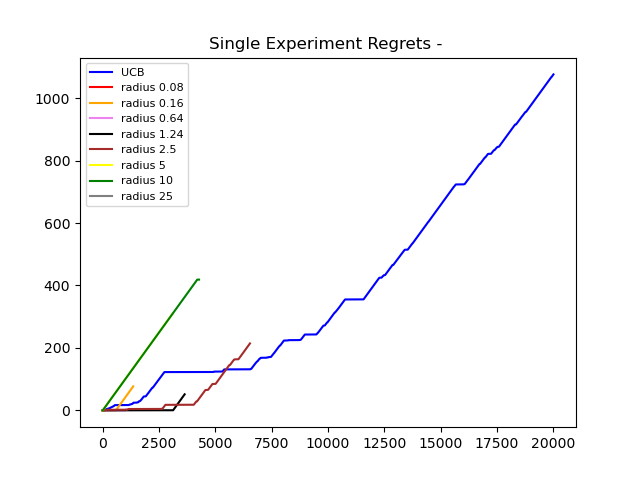 Single Experiment Regrets -
UCB
radius 0.08
radius 0.16
radius 0.64
radius 1.24
radius 2.5
radius 5
radius 10
radius 25
1000
800
600
400
200
0
0 2500 5000 7500 10000 12500 15000 17500 20000